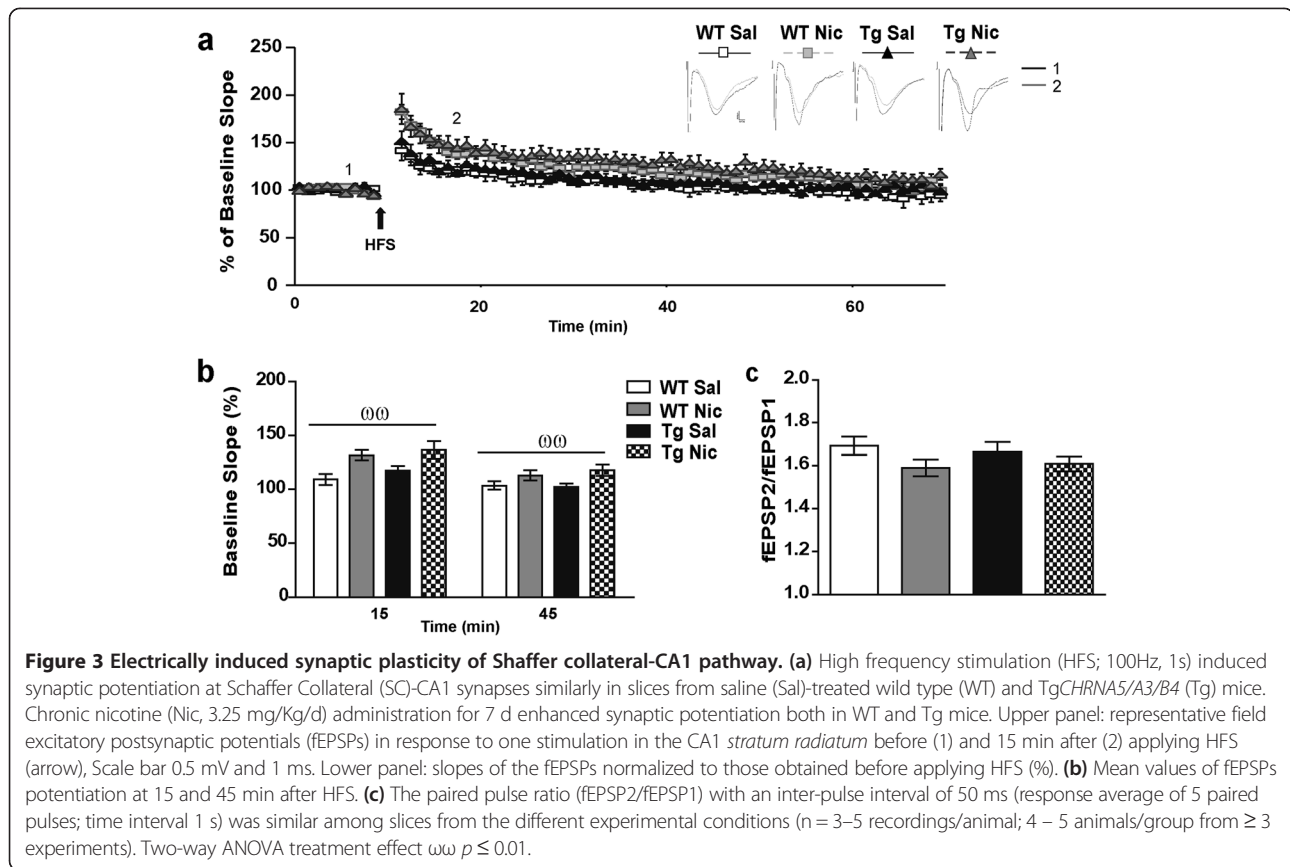 a
WT Sal WT Nic Tg Sal Tg Nic
1
2
250
200
150
100
50
0
% of Baseline Slope
1
2
HFS
0 20 40 60
Time (min)
b
200
150
100
50
0
Baseline Slope (%)
ωω
ωω
WT Sal
WT Nic
Tg Sal
Tg Nic
15 45
Time (min)
c
2.0
1.8
1.6
1.4
1.2
1.0
fEPSP2/fEPSP1
Figure 3 Electrically induced synaptic plasticity of Shaffer collateral-CA1 pathway. (a) High frequency stimulation (HFS; 100Hz, 1s) induced
synaptic potentiation at Schaffer Collateral (SC)-CA1 synapses similarly in slices from saline (Sal)-treated wild type (WT) and TgCHRNA5/A3/B4 (Tg) mice.
Chronic nicotine (Nic, 3.25 mg/Kg/d) administration for 7 d enhanced synaptic potentiation both in WT and Tg mice. Upper panel: representative field
excitatory postsynaptic potentials (fEPSPs) in response to one stimulation in the CA1 stratum radiatum before (1) and 15 min after (2) applying HFS
(arrow), Scale bar 0.5 mV and 1 ms. Lower panel: slopes of the fEPSPs normalized to those obtained before applying HFS (%). (b) Mean values of fEPSPs
potentiation at 15 and 45 min after HFS. (c) The paired pulse ratio (fEPSP2/fEPSP1) with an inter-pulse interval of 50 ms (response average of 5 paired
pulses; time interval 1 s) was similar among slices from the different experimental conditions (n = 3–5 recordings/animal; 4 – 5 animals/group from ≥ 3
experiments). Two-way ANOVA treatment effect ωω p ≤ 0.01.